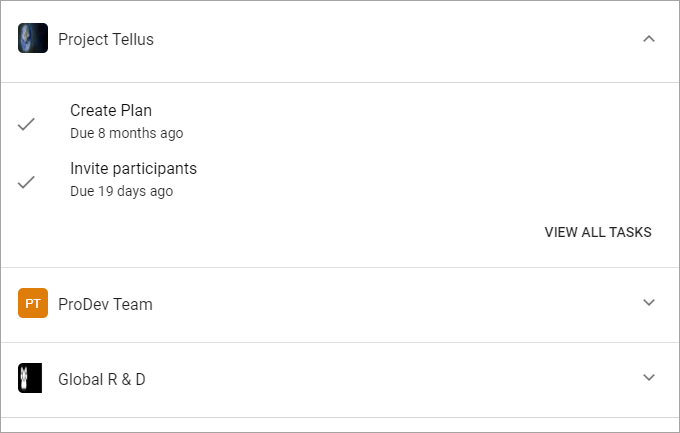 Project Tellus
Create Plan
Due 8 months ago
Invite participants
Due 19 days ago
VIEW ALL TASKS
PT ProDev Team
Global R & D